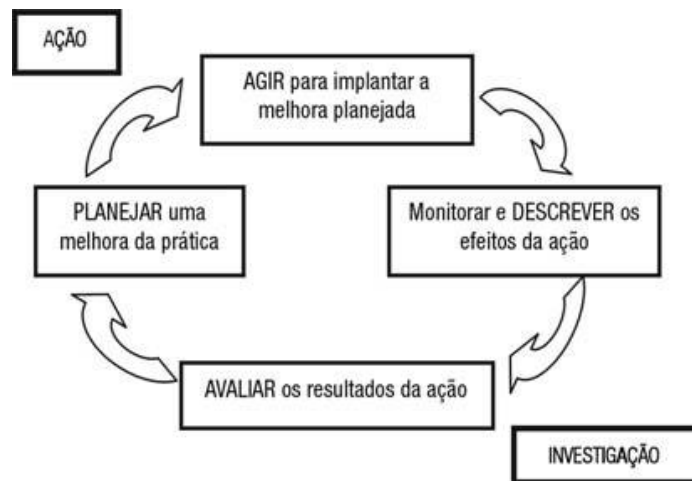 AÇÃO
AGIR para implantar a
melhora planejada
PLANEJAR uma
melhora da prática
Monitorar e DESCREVER os
efeitos da ação
AVALIAR os resultados da ação
INVESTIGAÇÃO